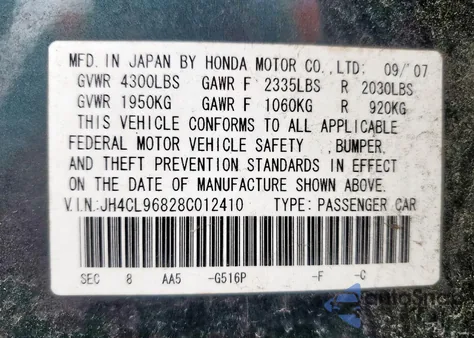 MFD. IN JAPAN BY HONDA MOTOR CO., LTD: 09/'07
GVWR 4300LBS GAWR F 2335LBS R 2030LBS
GVWR 1950KG GAWR F 1060KG R 920KG
THIS VEHICLE CONFORMS TO ALL APPLICABLE
FEDERAL MOTOR VEHICLE SAFETY ,BUMPER,
AND THEFT PREVENTION STANDARDS IN EFFECT
ON THE DATE OF MANUFACTURE SHOWN ABOVE.
V.I.N:JH4CL96828C012410 TYPE: PASSENGER CAR
SEC 8 AA5 -G516P -F -C
autoSnap